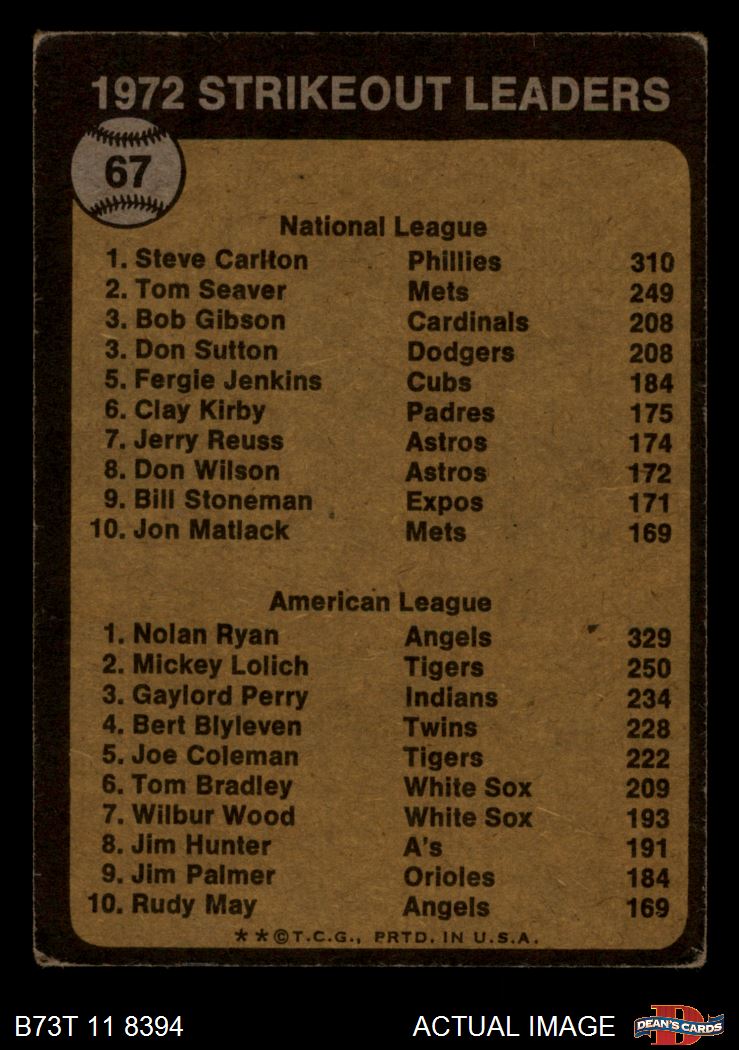 1972 STRIKEOUT LEADERS
67
National League
1. Steve Carlton Phillies 310
2. Tom Seaver Mets 249
3. Bob Gibson Cardinals 208
3. Don Sutton Dodgers 208
5. Fergie Jenkins Cubs 184
6. Clay Kirby Padres 175
7. Jerry Reuss Astros 174
8. Don Wilson Astros 172
9. Bill Stoneman Expos 171
10. Jon Matlack Mets 169
American League
1. Nolan Ryan Angels 329
2. Mickey Lolich Tigers 250
3. Gaylord Perry Indians 234
4. Bert Blyleven Twins 228
5. Joe Coleman Tigers 222
6. Tom Bradley White Sox 209
7. Wilbur Wood White Sox 193
8. Jim Hunter A's 191
9. Jim Palmer Orioles 184
10. Rudy May Angels 169
**©T.C.G., PRTD. IN U.S.A.
B73T 11 8394 ACTUAL IMAGE D DEAN'S CARDS